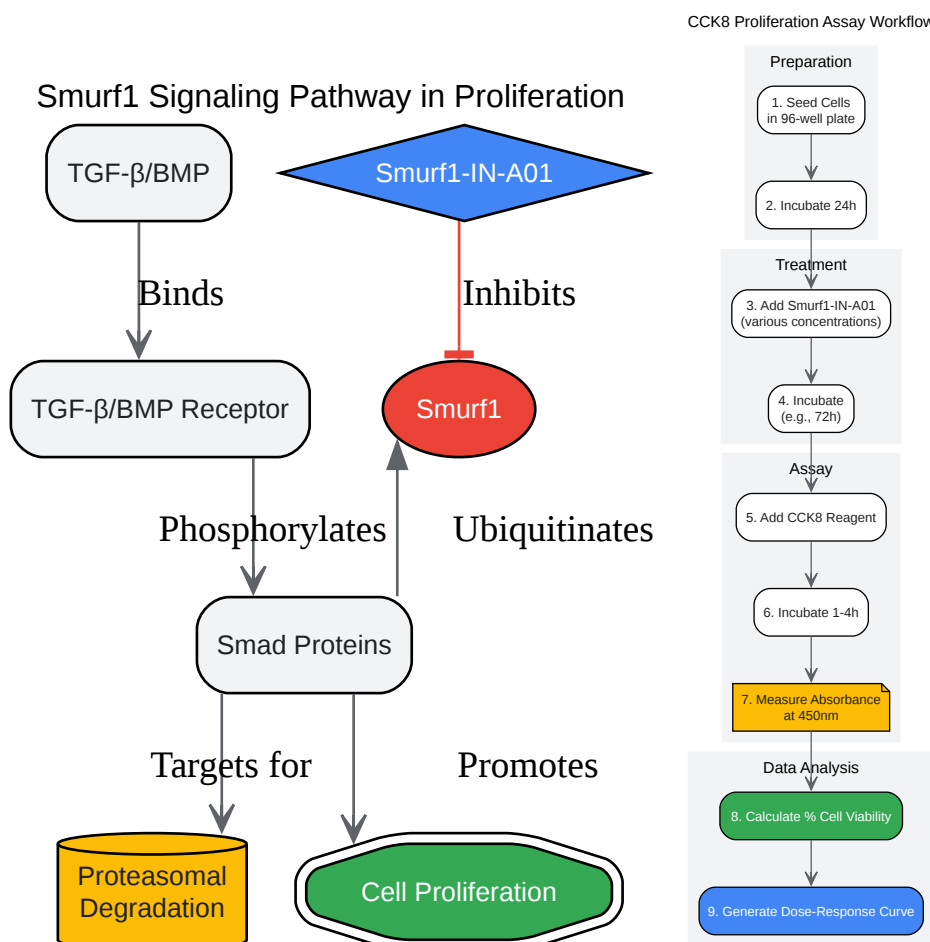 Smurf1 Signaling Pathway in Proliferation
TGF-β/BMP
Smurf1-IN-A01
Binds
Inhibits
TGF-β/BMP Receptor
Smurf1
Phosphorylates
Ubiquitinates
Smad Proteins
Targets for
Promotes
Proteasomal
Degradation
Cell Proliferation
CCK8 Proliferation Assay Workflow
Preparation
1. Seed Cells
in 96-well plate
2. Incubate 24h
Treatment
3. Add Smurf1-IN-A01
(various concentrations)
4. Incubate
(e.g., 72h)
Assay
5. Add CCK8 Reagent
6. Incubate 1-4h
7. Measure Absorbance
at 450nm
Data Analysis
8. Calculate % Cell Viability
9. Generate Dose-Response Curve